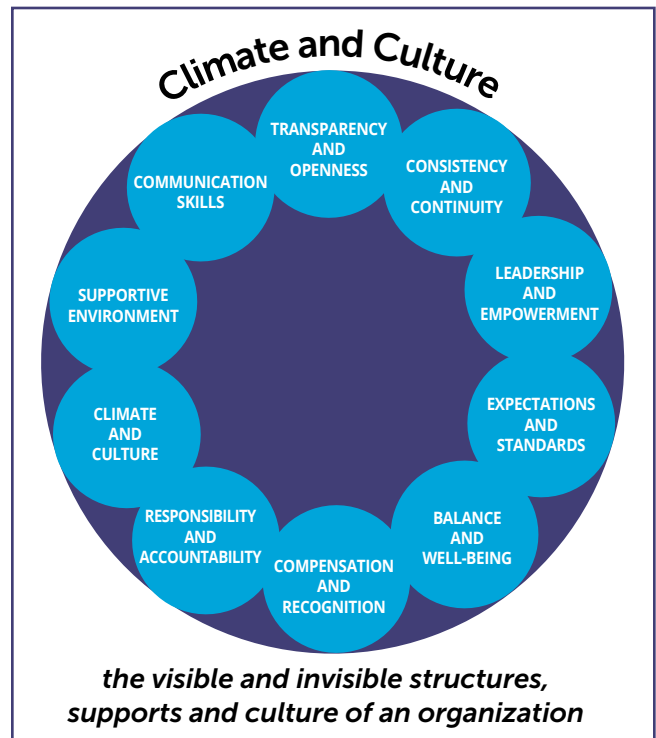 Climate and Culture
TRANSPARENCY
AND
OPENNESS
CONSISTENCY
AND
CONTINUITY
LEADERSHIP
AND
EMPOWERMENT
EXPECTATIONS
AND
STANDARDS
BALANCE
AND
WELL-BEING
COMPENSATION
AND
RECOGNITION
RESPONSIBILITY
AND
ACCOUNTABILITY
CLIMATE
AND
CULTURE
SUPPORTIVE
ENVIRONMENT
COMMUNICATION
SKILLS
the visible and invisible structures,
supports and culture of an organization